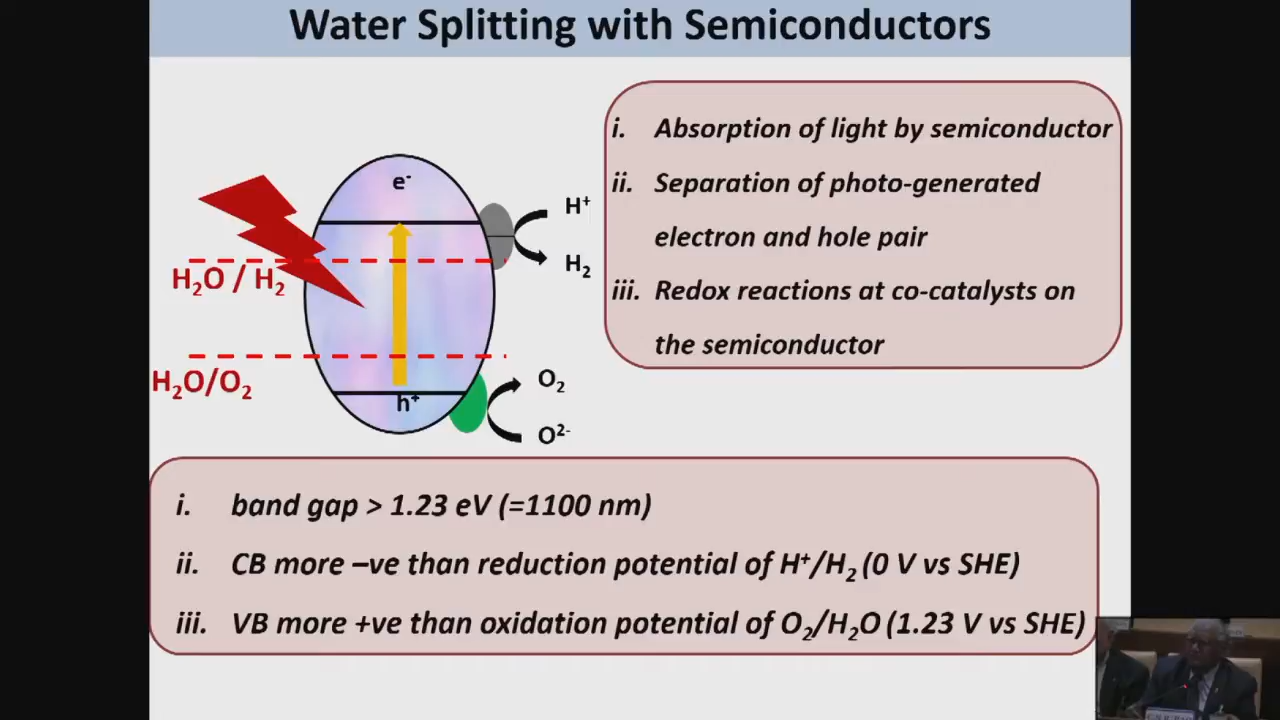 Water Splitting with Semiconductors
i. Absorption of light by semiconductor
ii. Separation of photo-generated
electron and hole pair
iii. Redox reactions at co-catalysts on
the semiconductor
e⁻
H⁺
H₂
H₂O / H₂
H₂O/O₂
h⁺
O₂
O²⁻
i. band gap > 1.23 eV (=1100 nm)
ii. CB more –ve than reduction potential of H⁺/H₂ (0 V vs SHE)
iii. VB more +ve than oxidation potential of O₂/H₂O (1.23 V vs SHE)